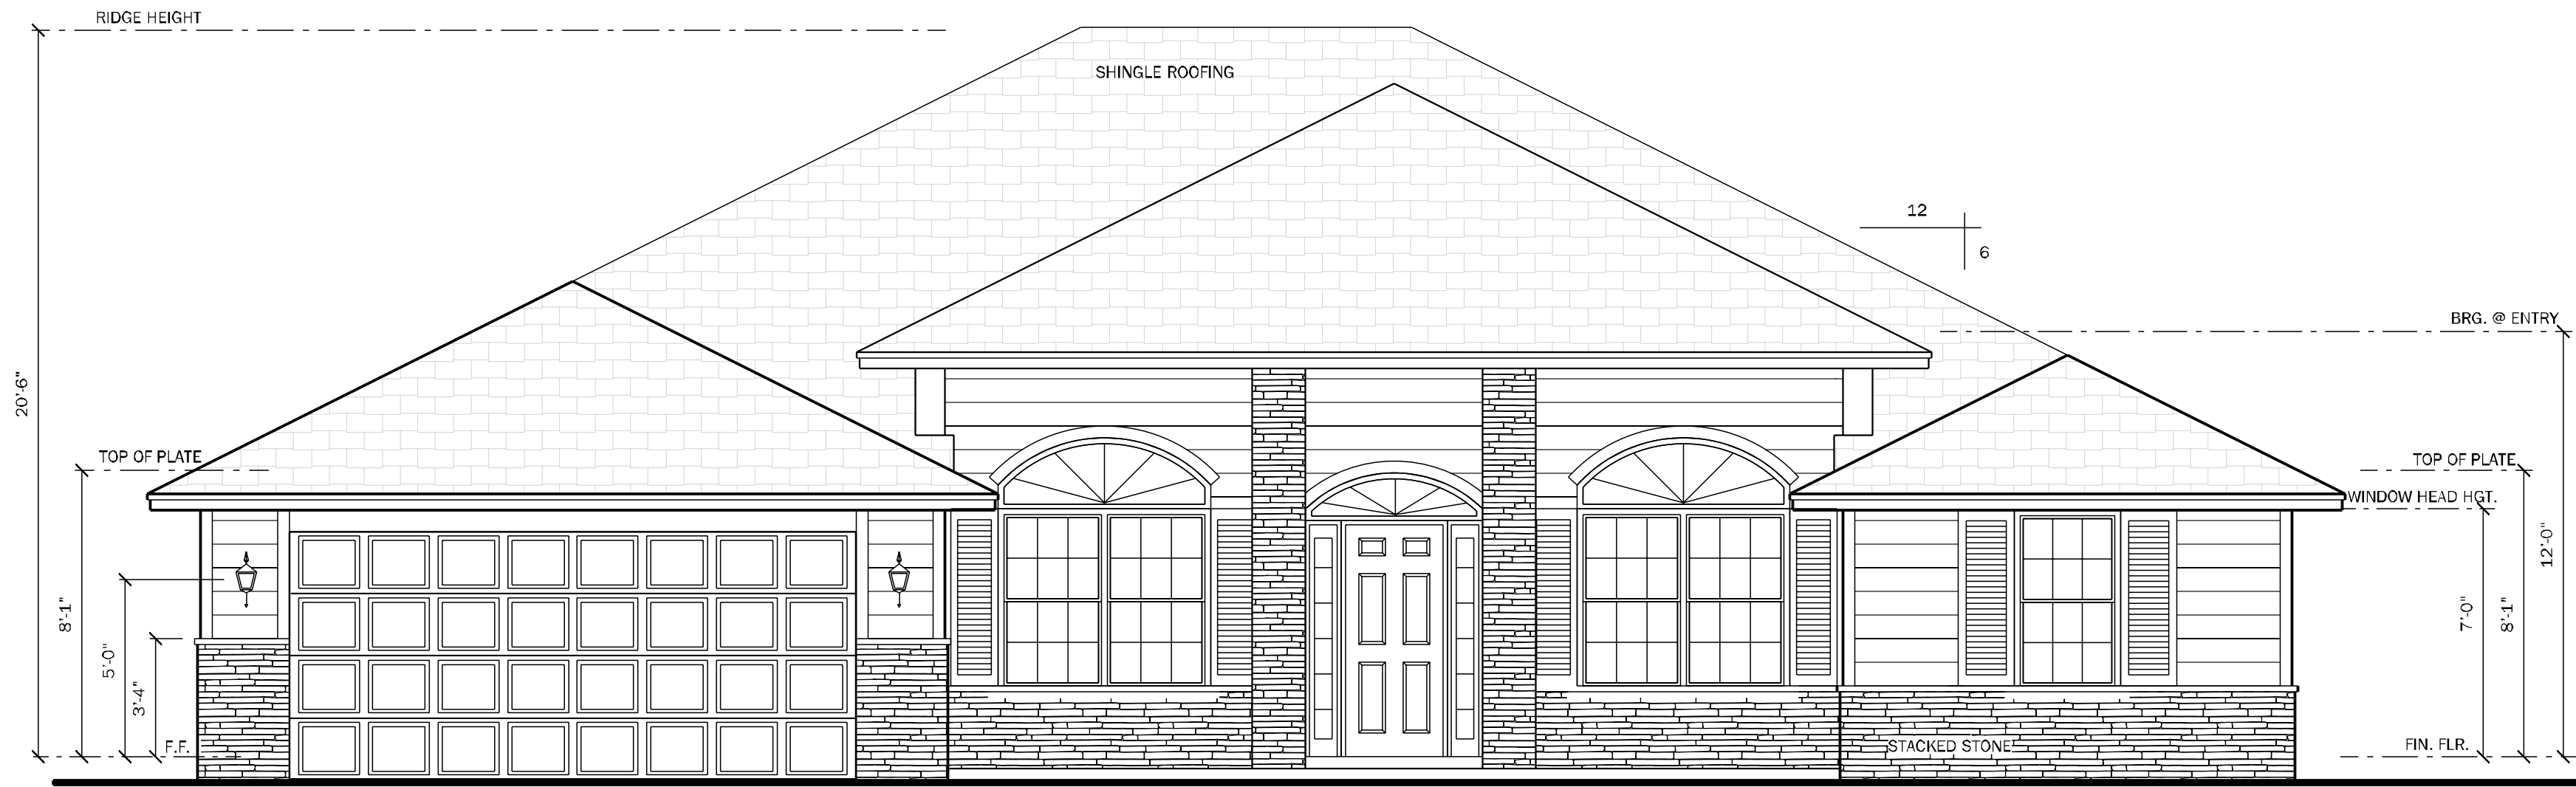 RIDGE HEIGHT
SHINGLE ROOFING
12
6
BRG. @ ENTRY
20'-6"
TOP OF PLATE
TOP OF PLATE
WINDOW HEAD HGT.
8'-1"
5'-0"
3'-4"
F.F.
7'-0"
8'-1"
12'-0"
STACKED STONE
FIN. FLR.